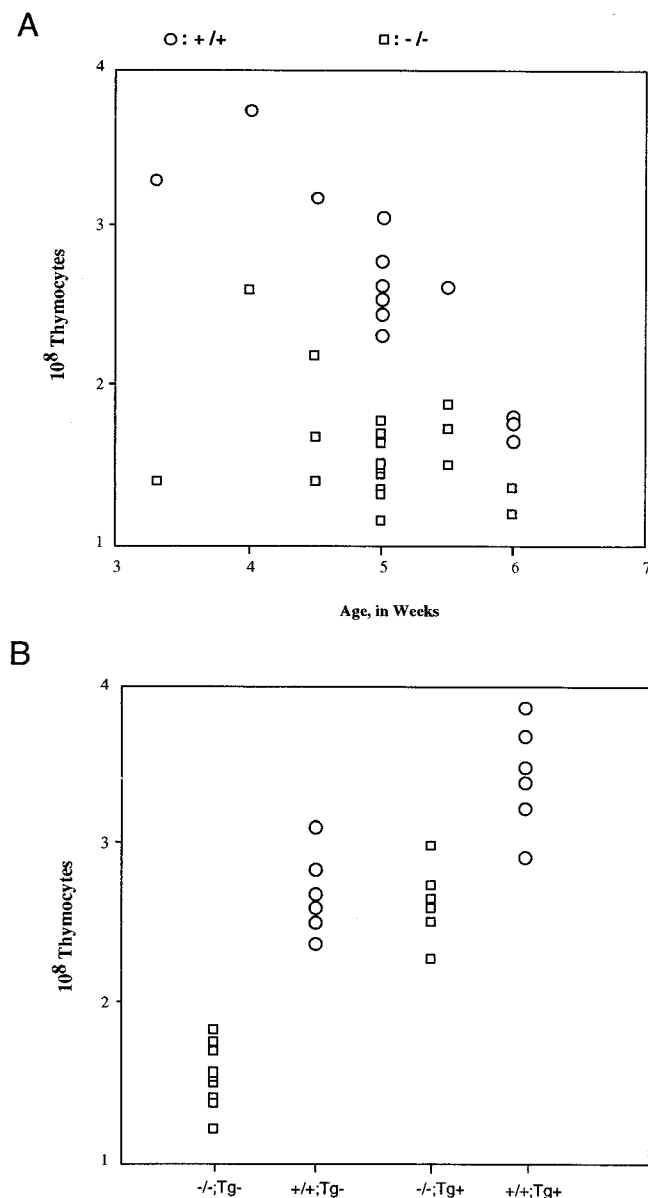 A
○ : + /+ □ : - /-
4
3
2
1
10⁸ Thymocytes
3 4 5 6 7
Age, in Weeks
B
4
3
2
1
10⁸ Thymocytes
-/-;Tg- +/+;Tg- -/-;Tg+ +/+;Tg+